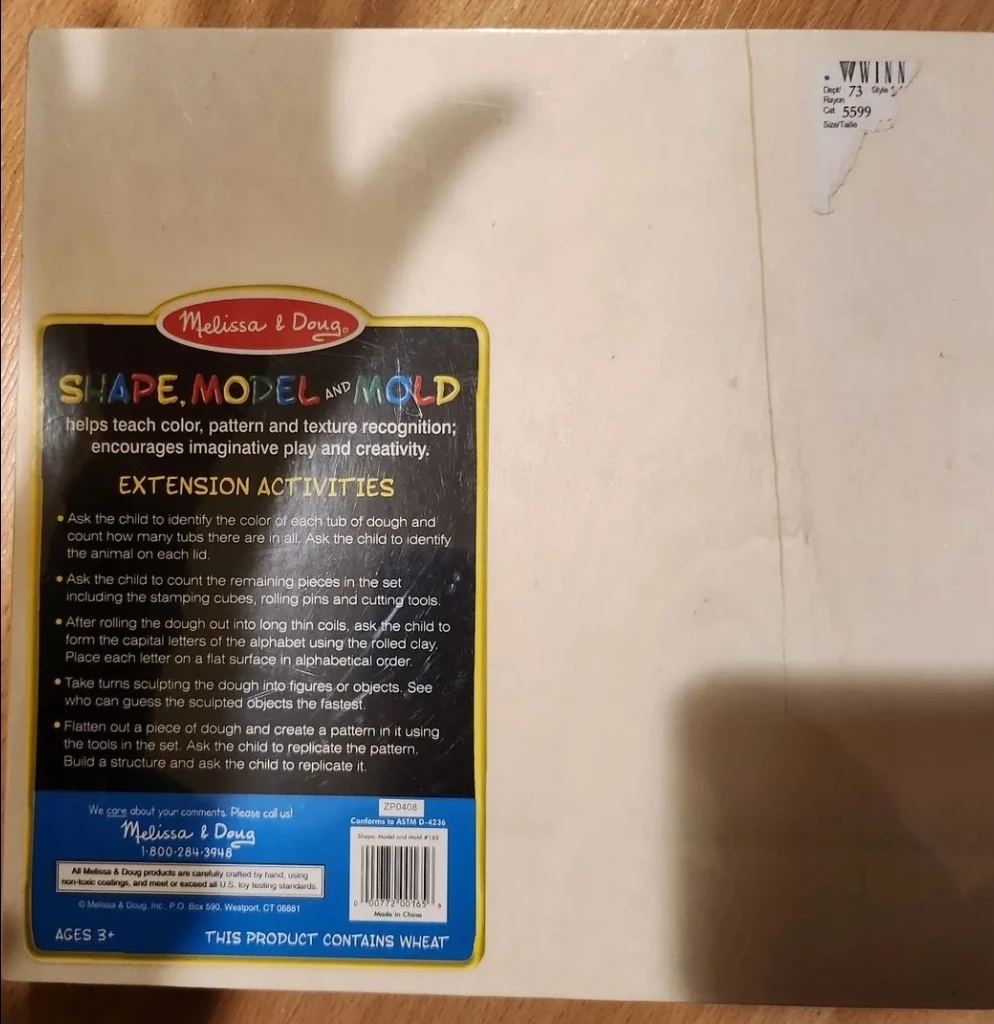 WINN
Dept/ 73 Style
Rayon
Cat 5599
Size/Taille
Melissa & Doug®
SHAPE, MODEL AND MOLD
helps teach color, pattern and texture recognition;
encourages imaginative play and creativity.
EXTENSION ACTIVITIES
• Ask the child to identify the color of each tub of dough and
count how many tubs there are in all. Ask the child to identify
the animal on each lid.
• Ask the child to count the remaining pieces in the set
including the stamping cubes, rolling pins and cutting tools.
• After rolling the dough out into long thin coils, ask the child to
form the capital letters of the alphabet using the rolled clay.
Place each letter on a flat surface in alphabetical order.
• Take turns sculpting the dough into figures or objects. See
who can guess the sculpted objects the fastest.
• Flatten out a piece of dough and create a pattern in it using
the tools in the set. Ask the child to replicate the pattern.
Build a structure and ask the child to replicate it.
We care about your comments. Please call us!
Melissa & Doug
1-800-284-3948
All Melissa & Doug products are carefully crafted by hand, using
non-toxic coatings, and meet or exceed all U.S. toy testing standards.
© Melissa & Doug, Inc., P.O. Box 590, Westport, CT 06881
ZP0408
Conforms to ASTM D-4236
Shape, Model and Mold #165
0 00772 00165 6
Made in China
AGES 3+
THIS PRODUCT CONTAINS WHEAT